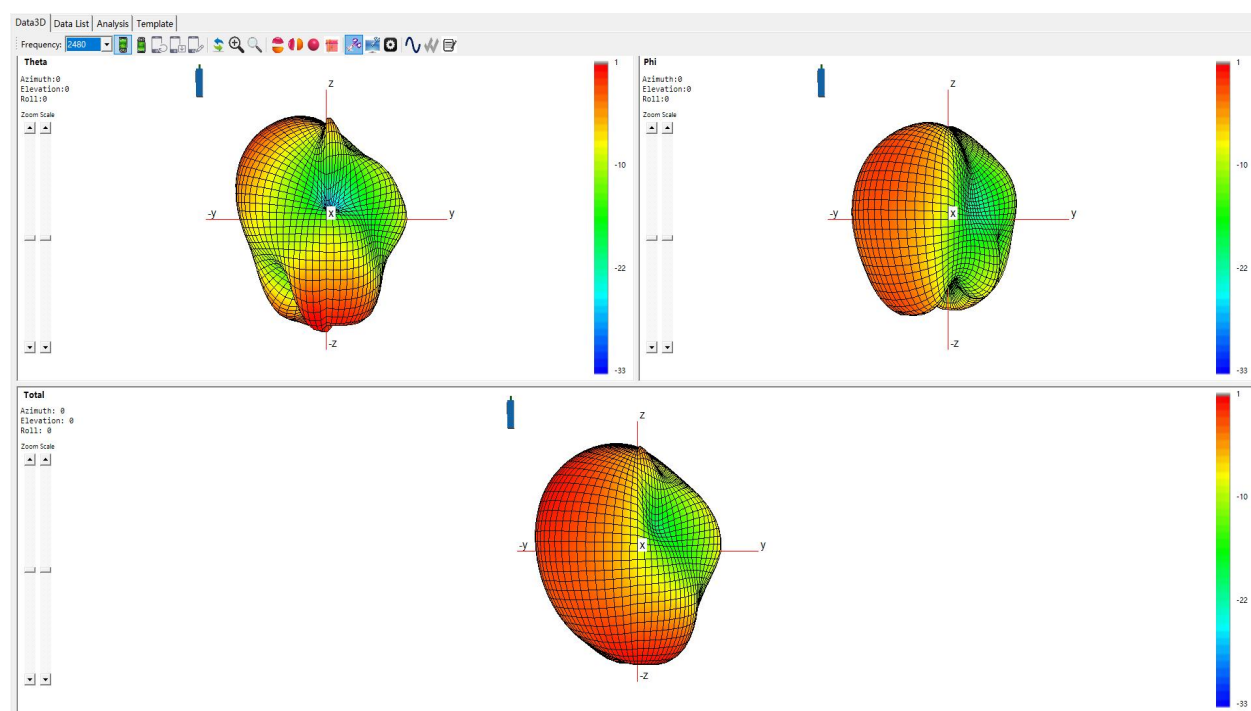 Data3D Data List Analysis Template
Frequency: 2480
Theta
Azimuth:0
Elevation:0
Roll:0
Zoom Scale
z
-y
x
y
-z
1
-10
-22
-33
Phi
Azimuth:0
Elevation:0
Roll:0
Zoom Scale
z
-y
x
y
-z
1
-10
-22
-33
Total
Azimuth: 0
Elevation: 0
Roll: 0
Zoom Scale
z
-y
x
y
-z
1
-10
-22
-33